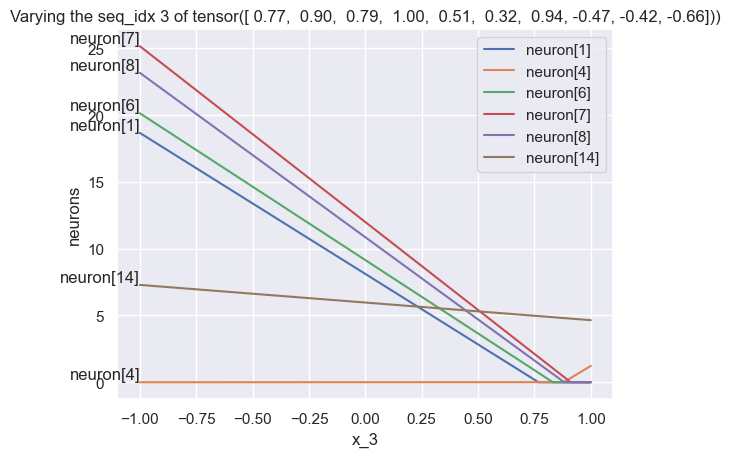 Varying the seq_idx 3 of tensor([ 0.77,  0.90,  0.79,  1.00,  0.51,  0.32,  0.94, -0.47, -0.42, -0.66]))
neuron[7]
neuron[8]
neuron[6]
neuron[1]
neuron[14]
neuron[4]
neuron[1]
neuron[4]
neuron[6]
neuron[7]
neuron[8]
neuron[14]
25
20
15
10
5
0
neurons
−1.00 −0.75 −0.50 −0.25 0.00 0.25 0.50 0.75 1.00
x_3